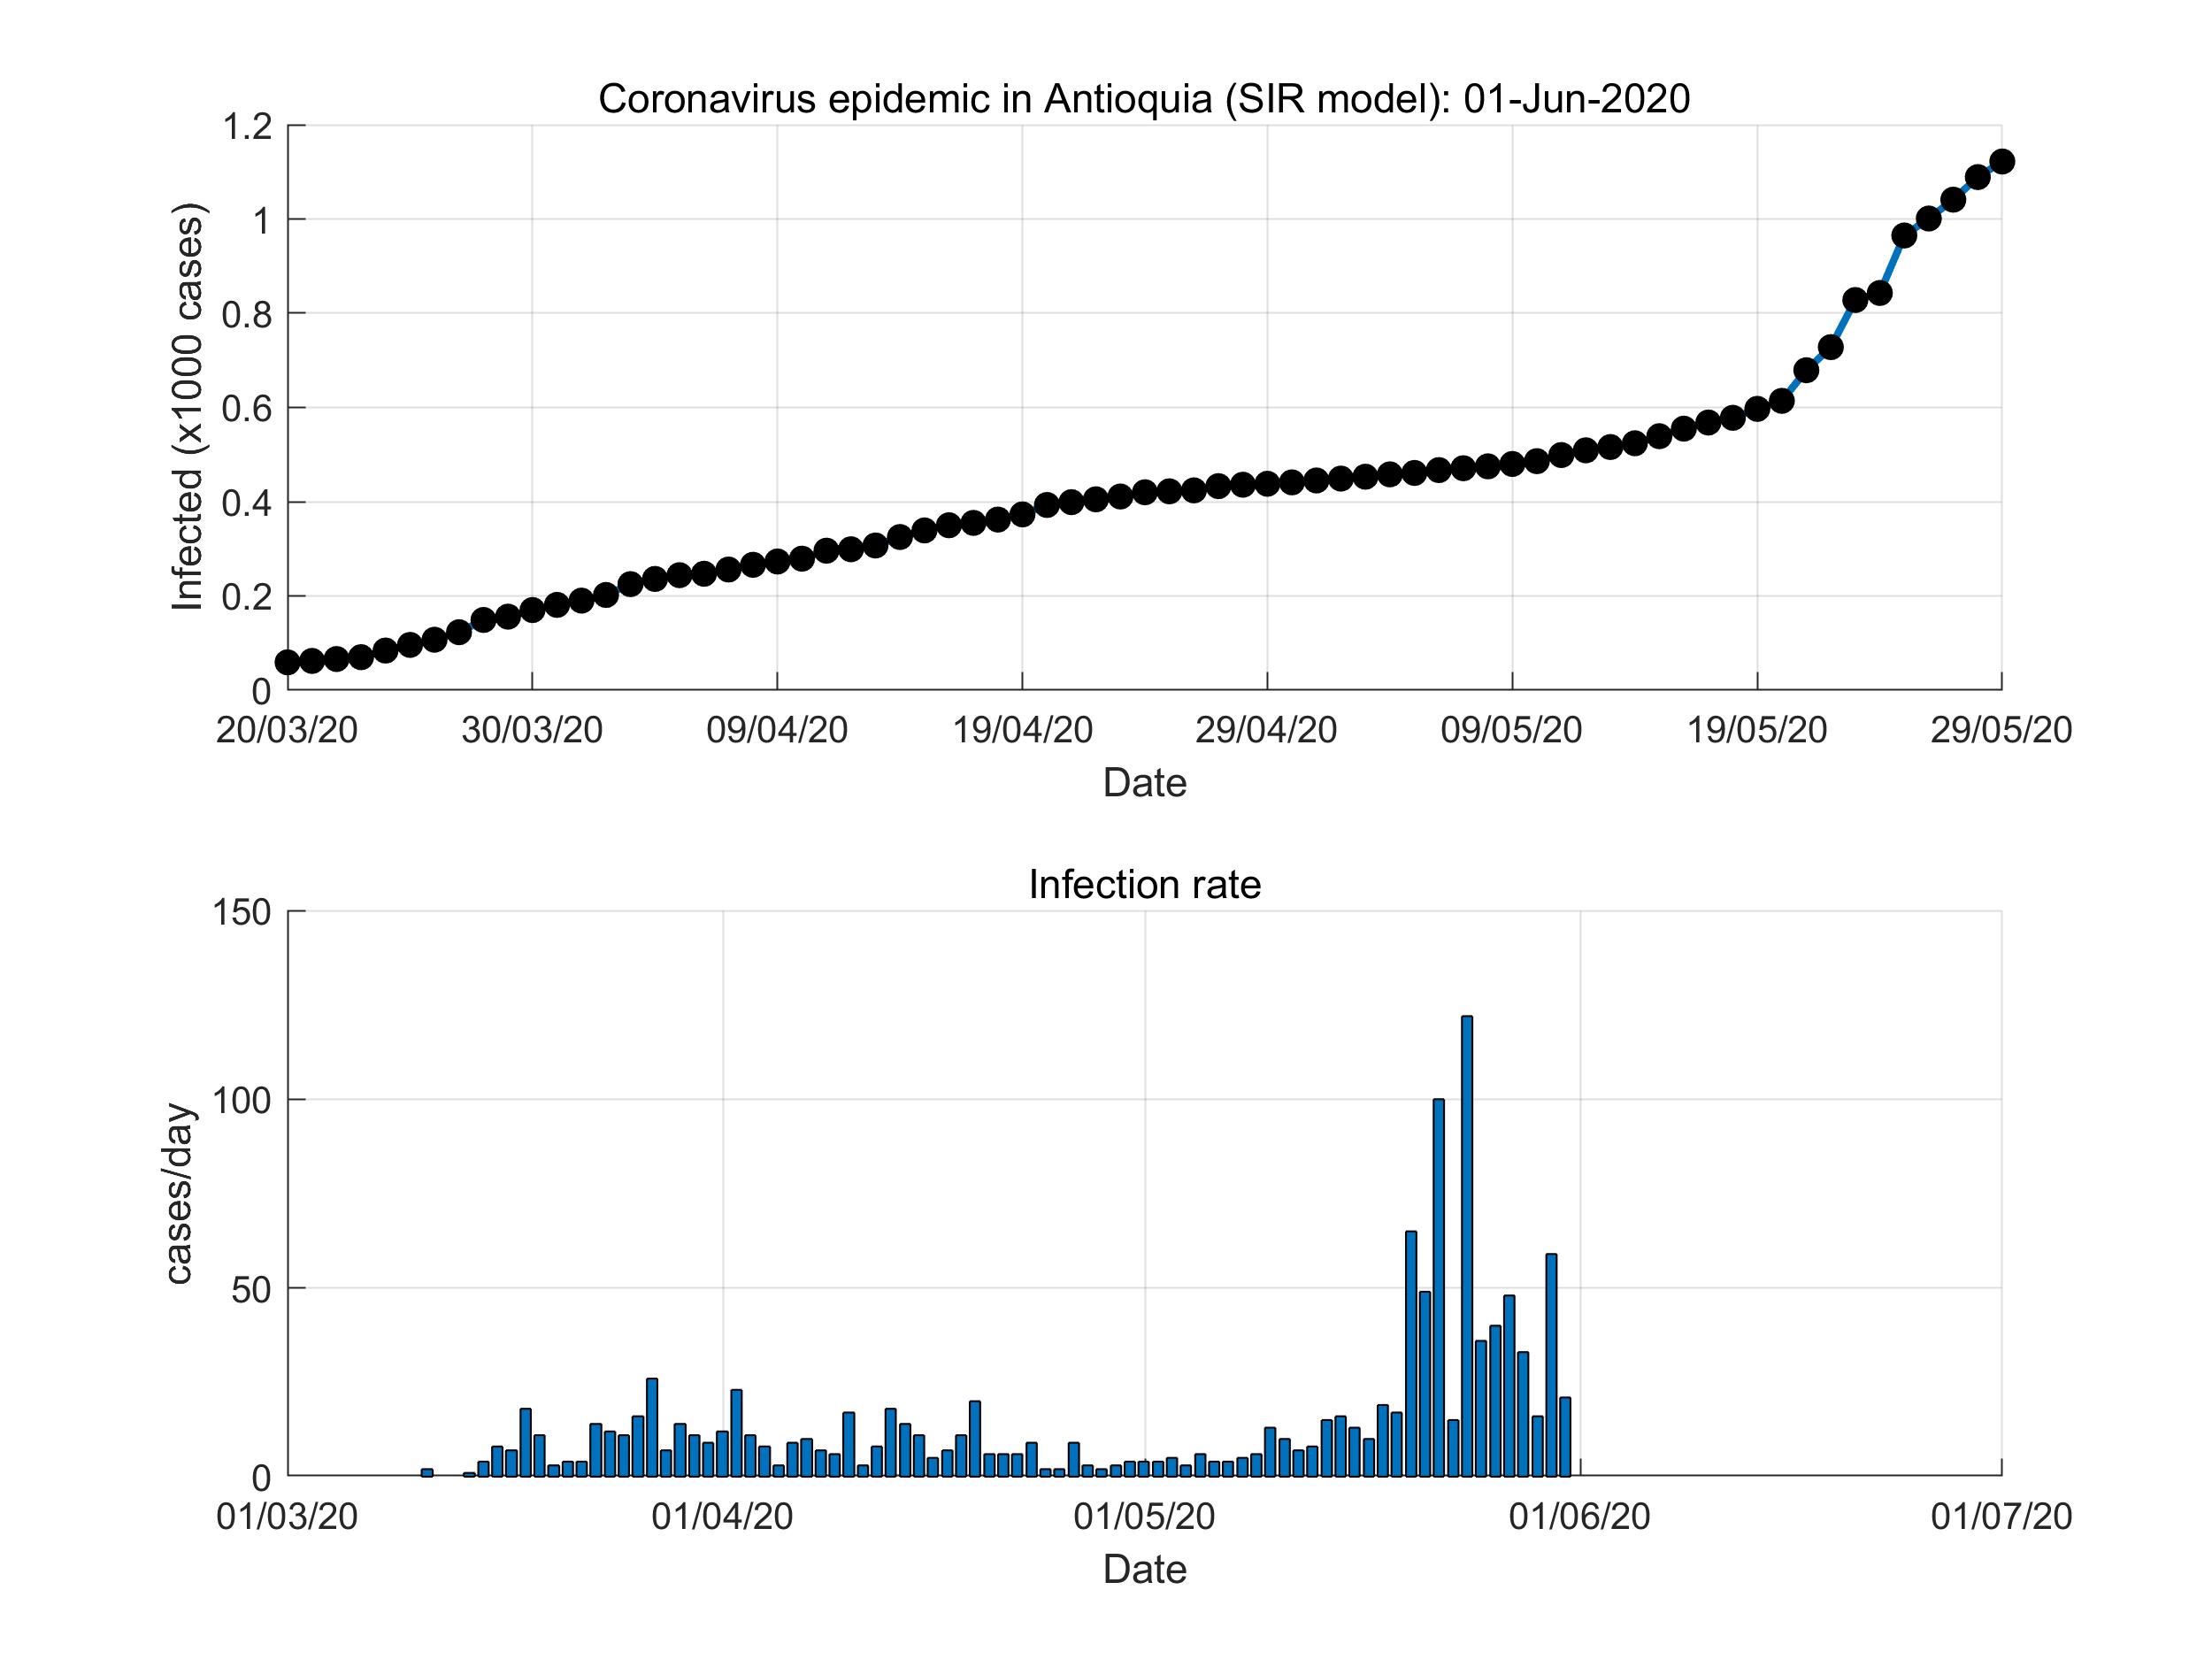 Coronavirus epidemic in Antioquia (SIR model): 01-Jun-2020
1.2
1
0.8
0.6
0.4
0.2
0
Infected (x1000 cases)
20/03/20 30/03/20 09/04/20 19/04/20 29/04/20 09/05/20 19/05/20 29/05/20
Date
Infection rate
150
100
50
0
cases/day
01/03/20 01/04/20 01/05/20 01/06/20 01/07/20
Date